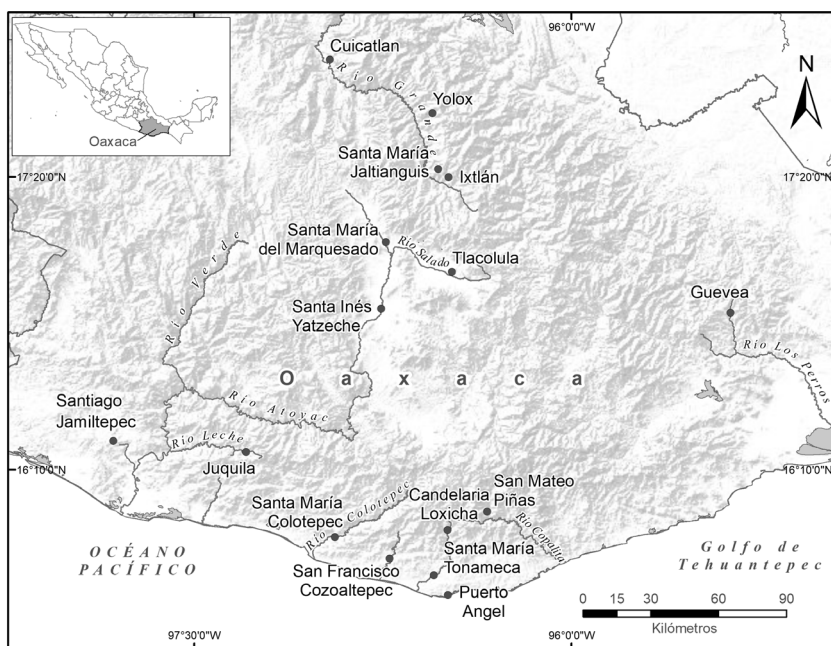 96°0'0"W
Oaxaca
N
Cuicatlan
Río Grande
Yolox
Santa María
Jaltianguis
Ixtlán
17°20'0"N
17°20'0"N
Santa María
del Marquesado
Río Salado
Tlacolula
Río Verde
Santa Inés
Yatzeche
Guevea
Río Los Perros
Oaxaca
Río Atoyac
Santiago
Jamiltepec
Río Leche
Juquila
16°10'0"N
16°10'0"N
Santa María
Colotepec
Río Colotepec
Candelaria
Loxicha
San Mateo
Piñas
Río Copalita
OCÉANO
PACÍFICO
San Francisco
Cozoaltepec
Santa María
Tonameca
Puerto
Angel
Golfo de
Tehuantepec
0 15 30 60 90
Kilómetros
97°30'0"W
96°0'0"W